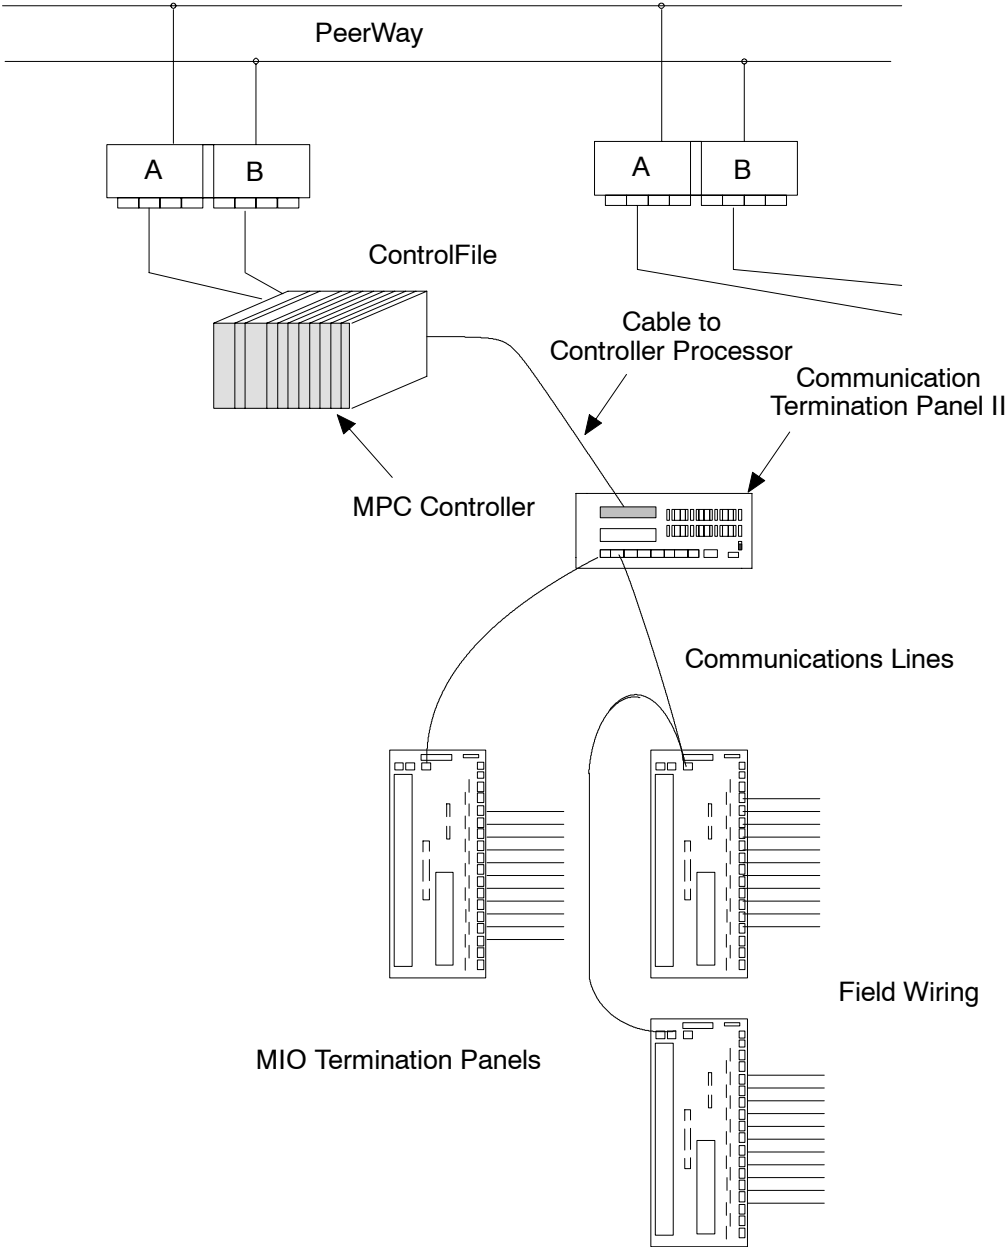 PeerWay
A
B
A
B
ControlFile
Cable to
Controller Processor
Communication
Termination Panel II
MPC Controller
Communications Lines
Field Wiring
MIO Termination Panels